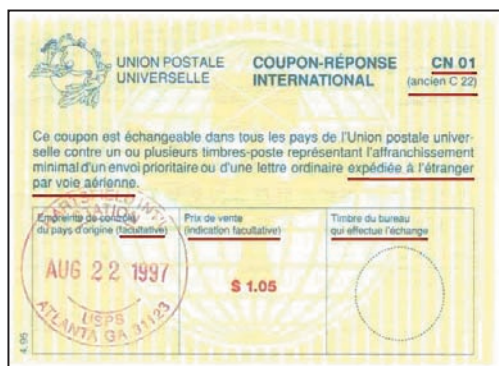 UNION POSTALE
UNIVERSELLE
COUPON-RÉPONSE
INTERNATIONAL
CN 01
(ancien C 22)
Ce coupon est échangeable dans tous les pays de l'Union postale univer-
selle contre un ou plusieurs timbres-poste représentant l'affranchissement
minimal d'un envoi prioritaire ou d'une lettre ordinaire expédiée à l'étranger
par voie aérienne.
Empreinte de contrôle
du pays d'origine (facultative)
Prix de vente
(indication facultative)
Timbre du bureau
qui effectue l'échange
AUG 22 1997
USPS
ATLANTA GA 31123
$ 1.05
4.95